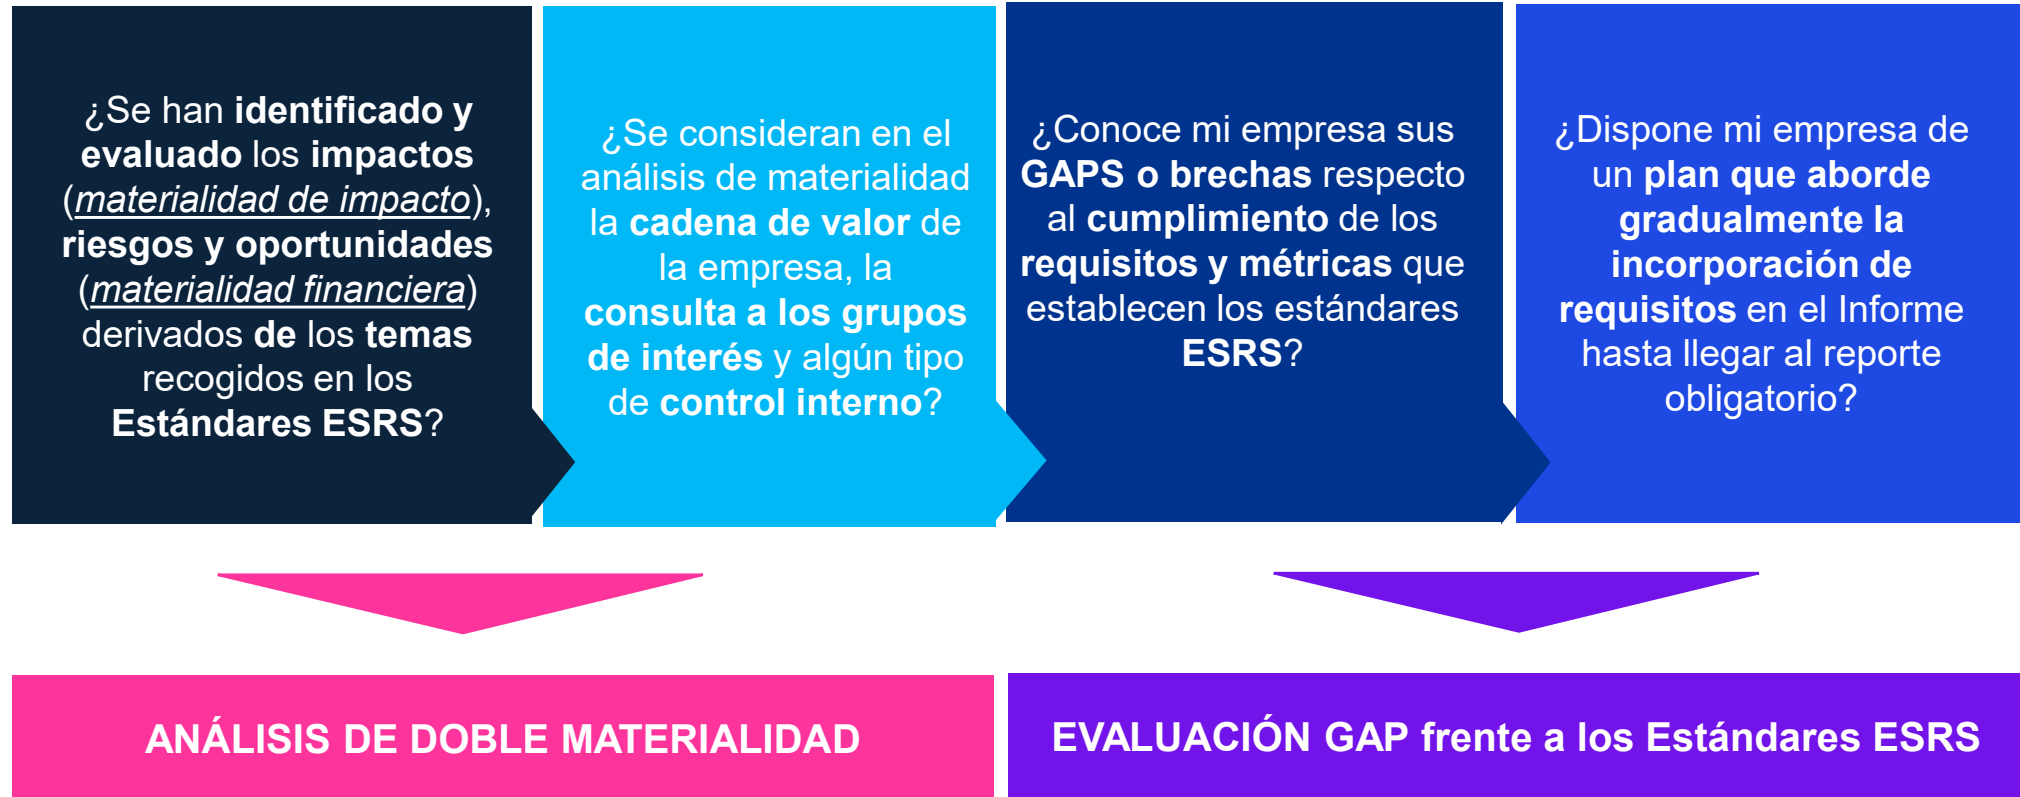 ¿Se han identificado y
evaluado los impactos
(materialidad de impacto),
riesgos y oportunidades
(materialidad financiera)
derivados de los temas
recogidos en los
Estándares ESRS?
¿Se consideran en el
análisis de materialidad
la cadena de valor de
la empresa, la
consulta a los grupos
de interés y algún tipo
de control interno?
¿Conoce mi empresa sus
GAPS o brechas respecto
al cumplimiento de los
requisitos y métricas que
establecen los estándares
ESRS?
¿Dispone mi empresa de
un plan que aborde
gradualmente la
incorporación de
requisitos en el Informe
hasta llegar al reporte
obligatorio?
ANÁLISIS DE DOBLE MATERIALIDAD
EVALUACIÓN GAP frente a los Estándares ESRS